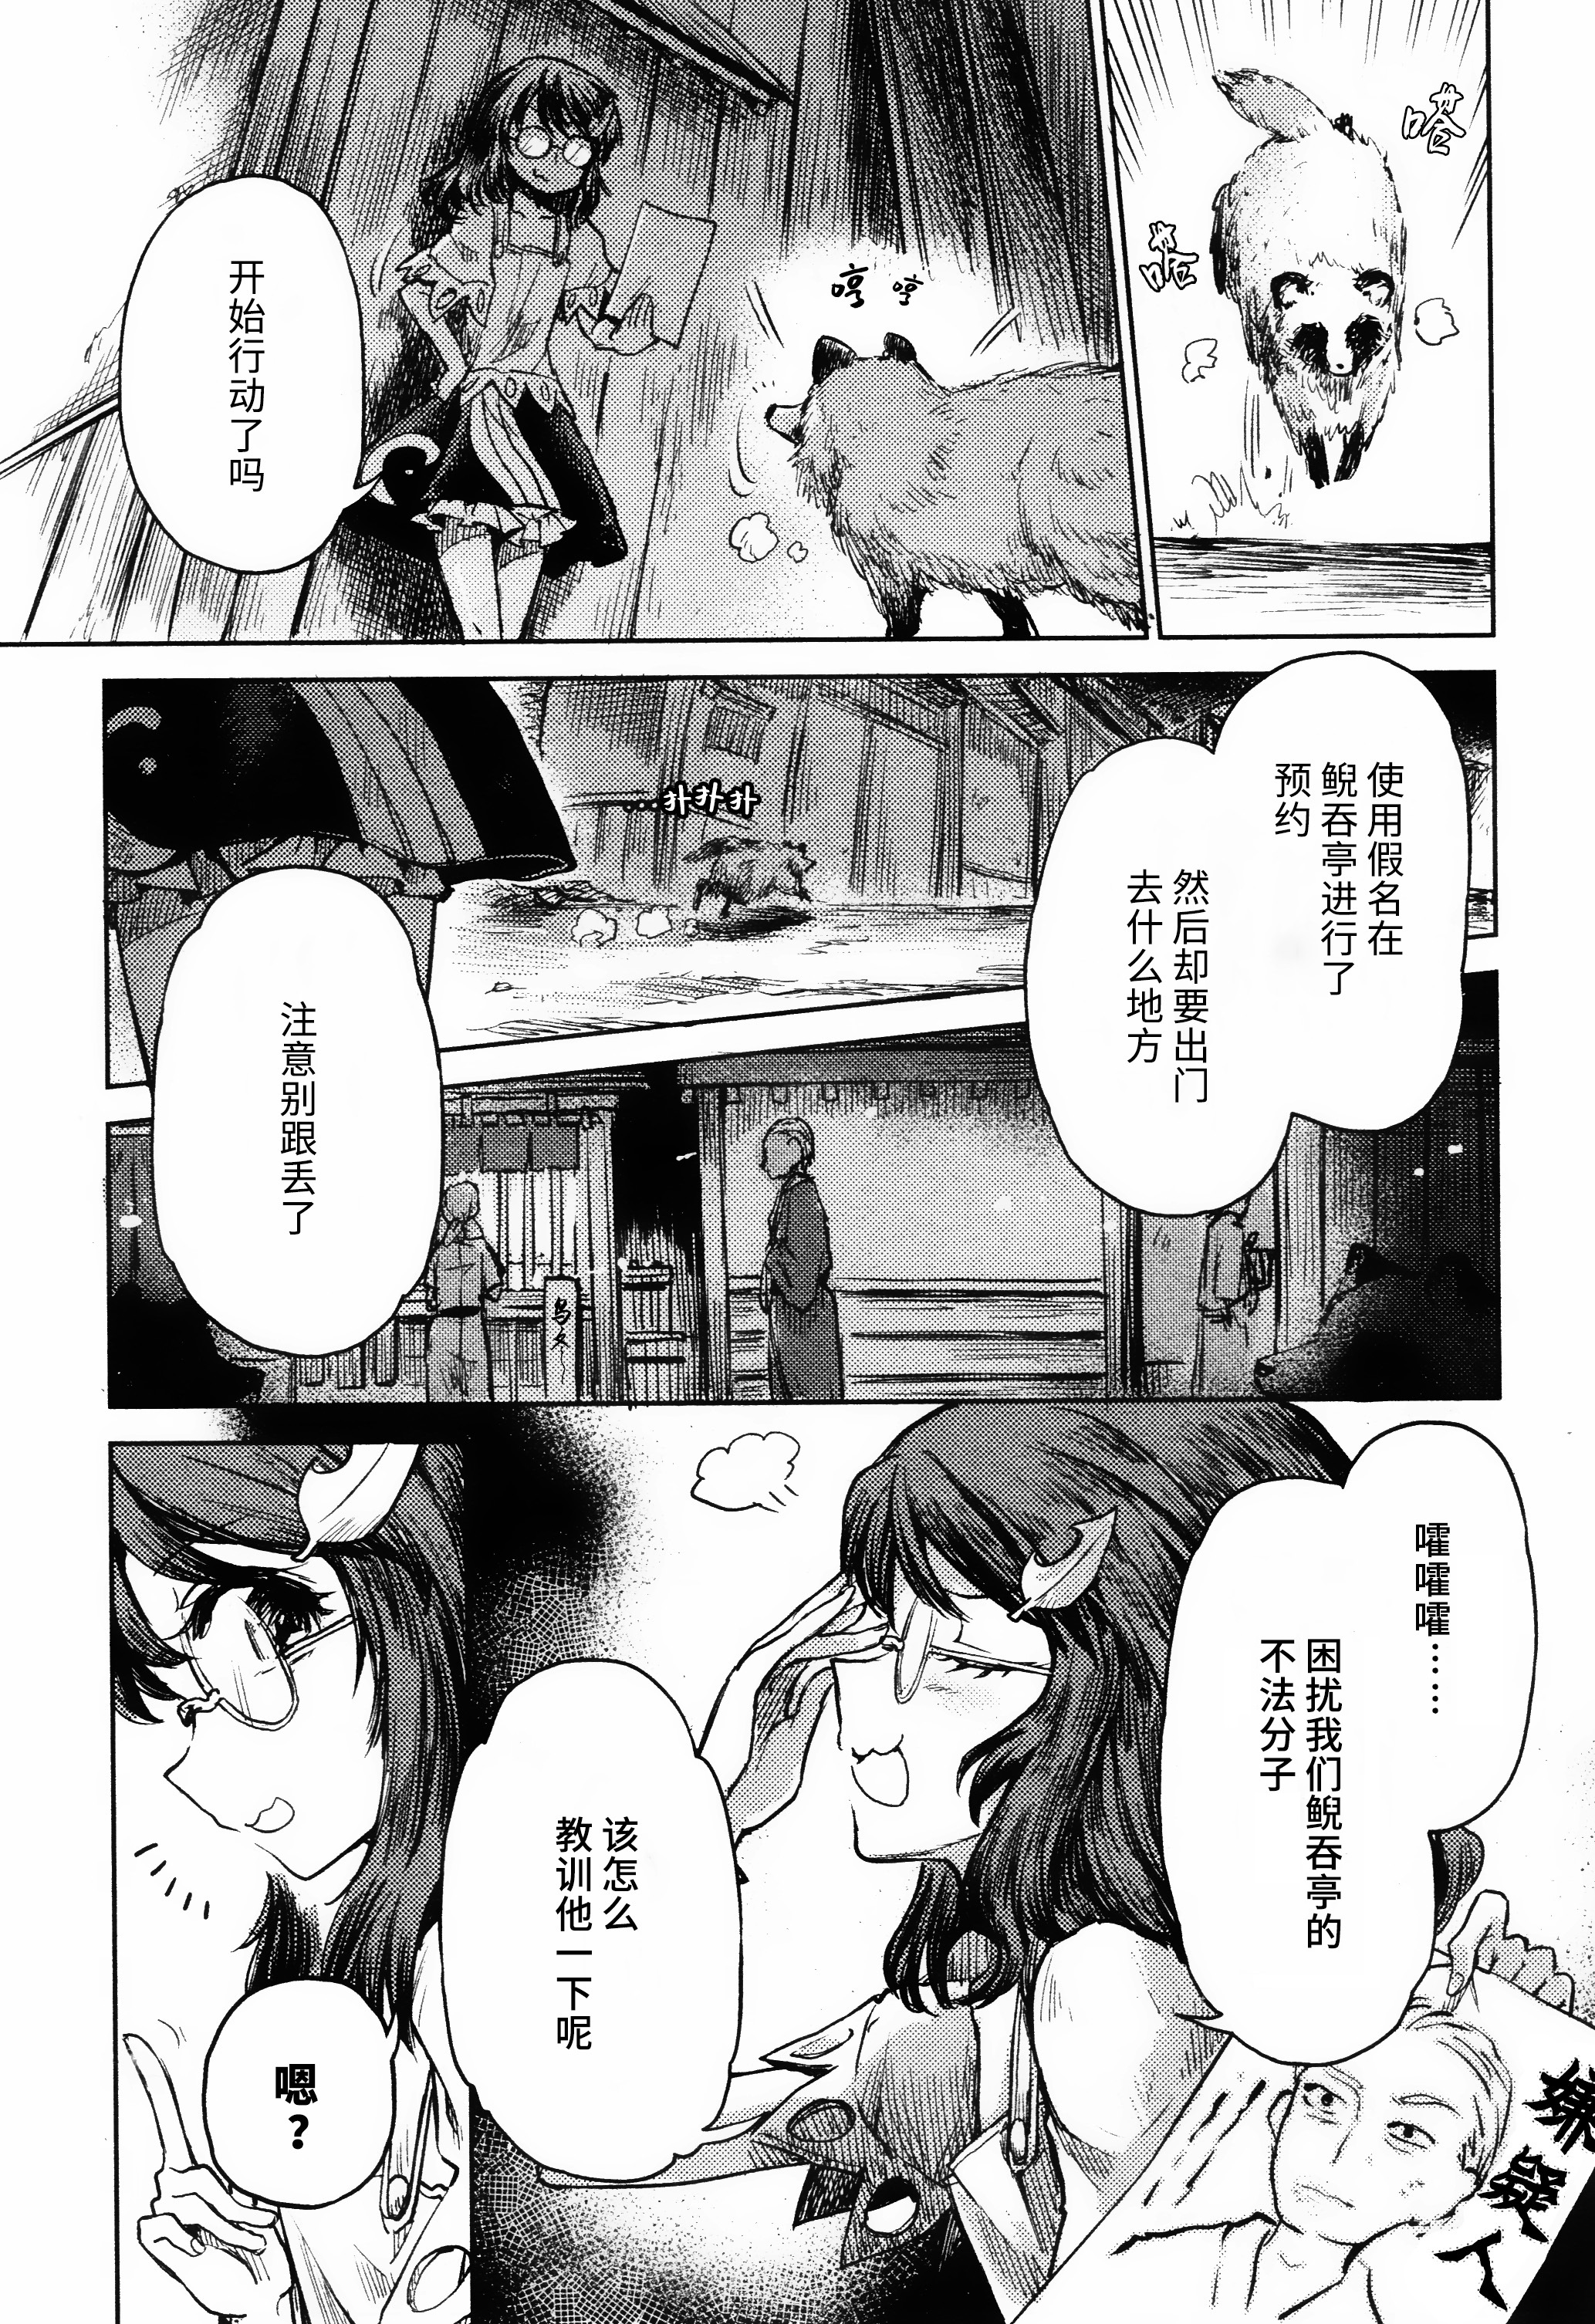 嗒
嗒
哼
哼
开始行动了吗
使用假名在
鲵吞亭进行了
预约
然后却要出门
去什么地方
…扑扑扑
注意别跟丢了
嚯嚯嚯……
困扰我们鲵吞亭的
不法分子
嫌疑人
该怎么
教训他一下呢
嗯？